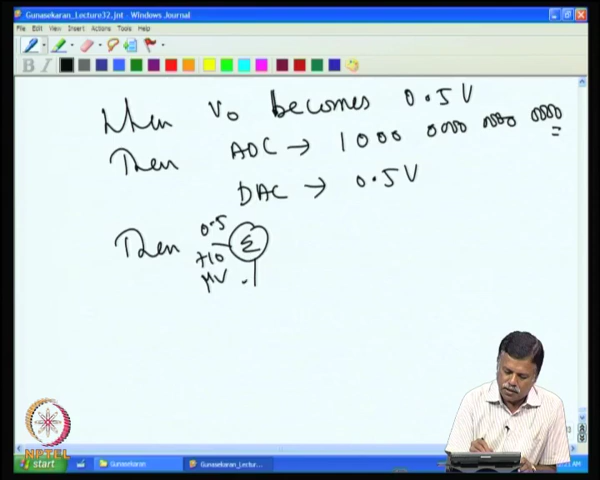 Gunasekaran_Lecture32.jnt - Windows Journal
File Edit View Insert Actions Tools Help
B I
When V0 becomes 0.5 V
Then ADC → 1000 0000 0000 0000
DAC → 0.5 V
Then 0.5 Σ
+10
μV -
NPTEL
start Gunasekaran Gunasekaran_Lectur...